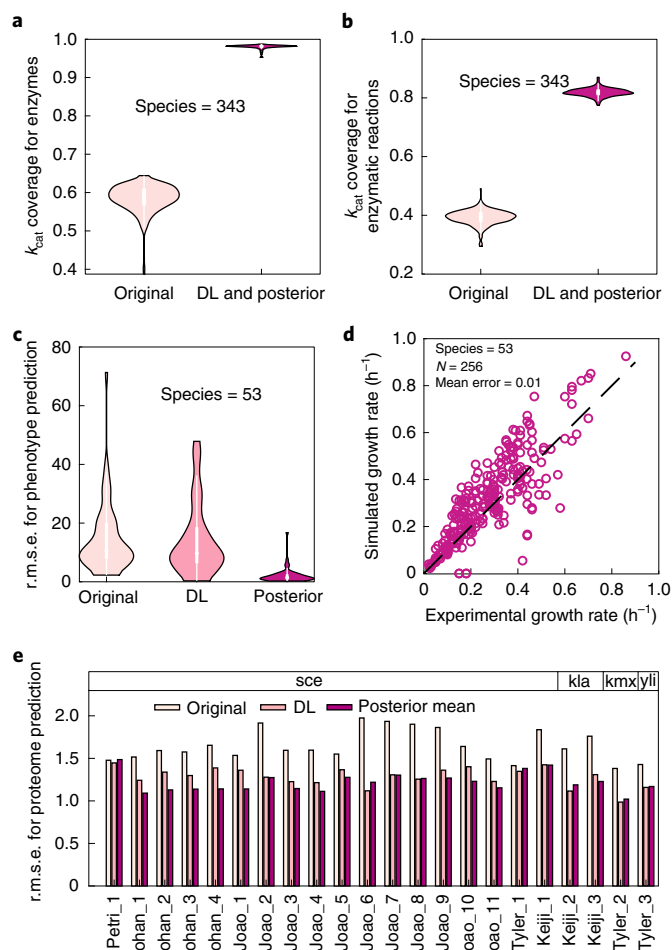 a
1.0
0.9
0.8
0.7
0.6
0.5
0.4
kcat coverage for enzymes
Species = 343
Original
DL and posterior
b
1.0
0.8
0.6
0.4
0.2
kcat coverage for
enzymatic reactions
Species = 343
Original
DL and posterior
c
80
60
40
20
0
r.m.s.e. for phenotype prediction
Species = 53
Original
DL
Posterior
d
1.0
0.8
0.6
0.4
0.2
0
Simulated growth rate (h⁻¹)
Species = 53
N = 256
Mean error = 0.01
0 0.2 0.4 0.6 0.8 1.0
Experimental growth rate (h⁻¹)
e
sce kla kmx yli
Original DL Posterior mean
2.0
1.5
1.0
0.5
0
r.m.s.e. for proteome prediction
Petri_1
Johan_1
Johan_2
Johan_3
Johan_4
Joao_1
Joao_2
Joao_3
Joao_4
Joao_5
Joao_6
Joao_7
Joao_8
Joao_9
Joao_10
Joao_11
Tyler_1
Keiji_1
Keiji_2
Keiji_3
Tyler_2
Tyler_3